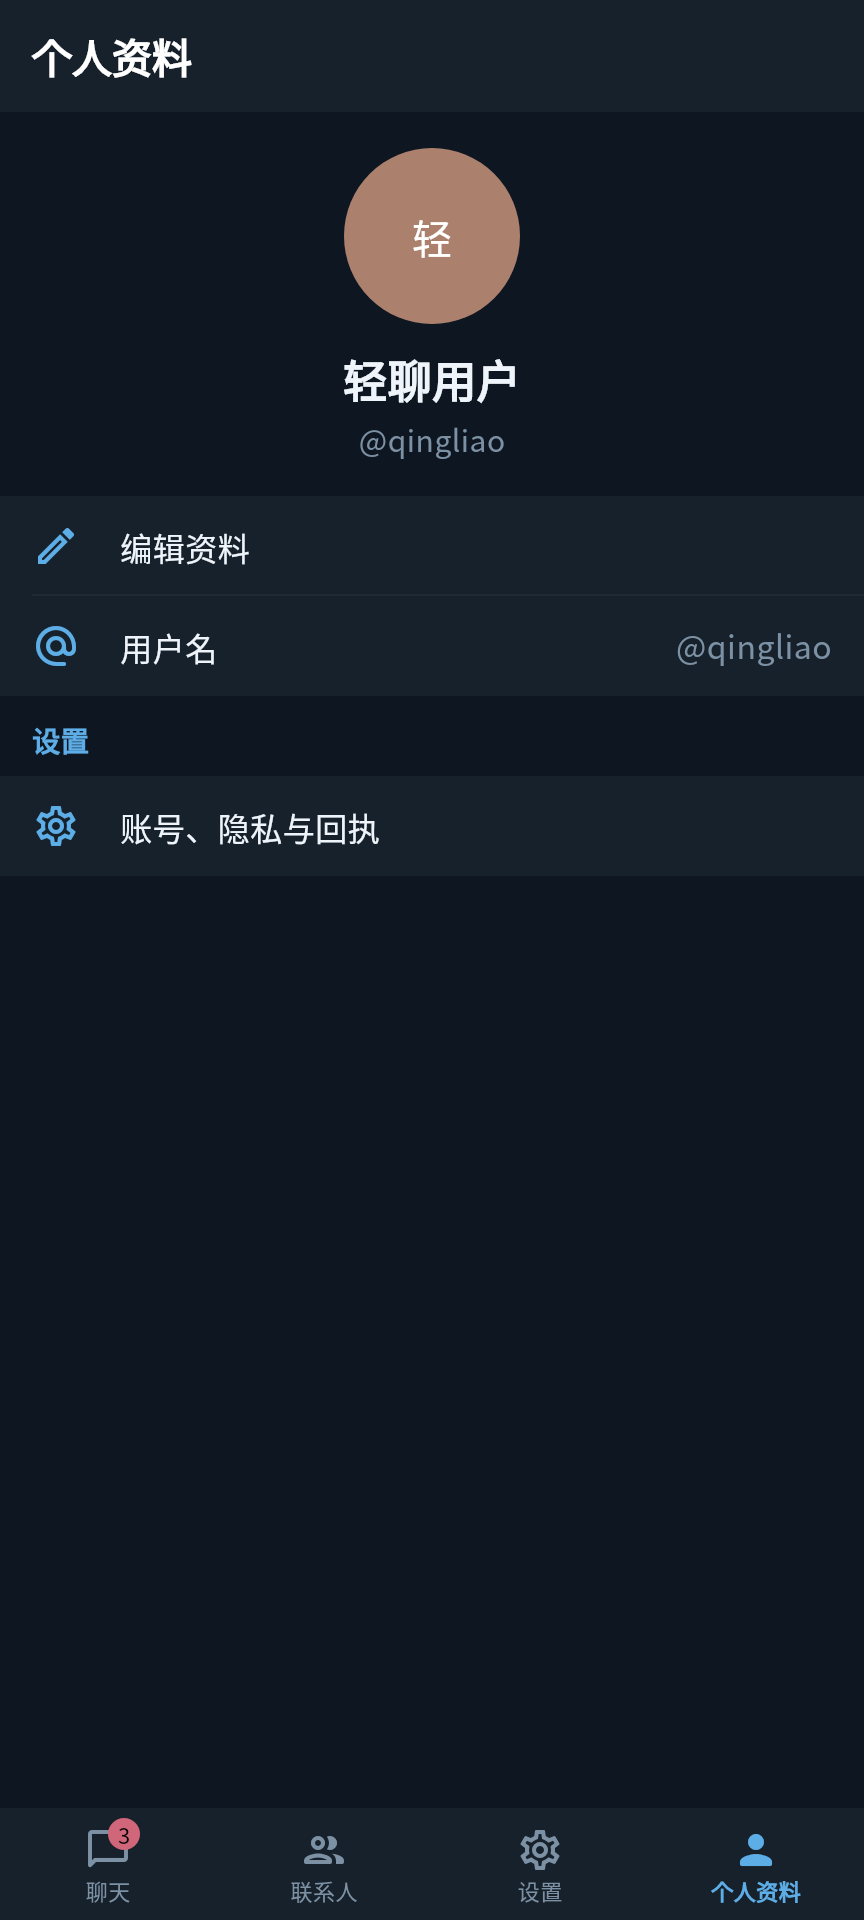 个人资料
轻
轻聊用户
@qingliao
编辑资料
用户名 @qingliao
设置
账号、隐私与回执
3
聊天 联系人 设置 个人资料